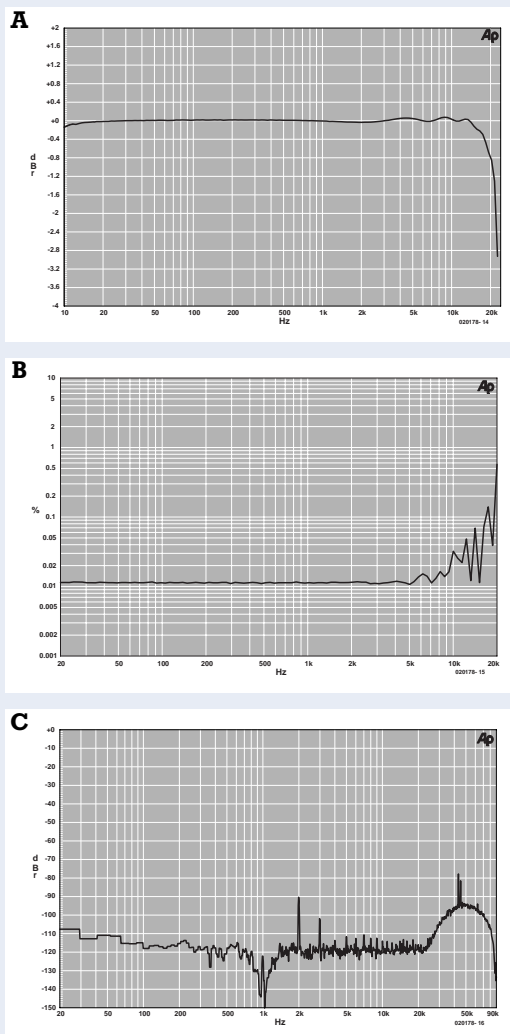 A
+2
+1.6
+1.2
+0.8
+0.4
+0
-0.4
-0.8
-1.2
-1.6
-2
-2.4
-2.8
-3.2
-3.6
-4
d
B
r
Ap
10 20 50 100 200 500 1k 2k 5k 10k 20k
Hz
020178- 14
B
10
5
2
1
0.5
0.2
0.1
0.05
0.02
0.01
0.005
0.002
0.001
%
Ap
20 50 100 200 500 1k 2k 5k 10k 20k
Hz
020178- 15
C
+0
-10
-20
-30
-40
-50
-60
-70
-80
-90
-100
-110
-120
-130
-140
-150
d
B
r
Ap
20 50 100 200 500 1k 2k 5k 10k 20k 50k 90k
Hz
020178- 16